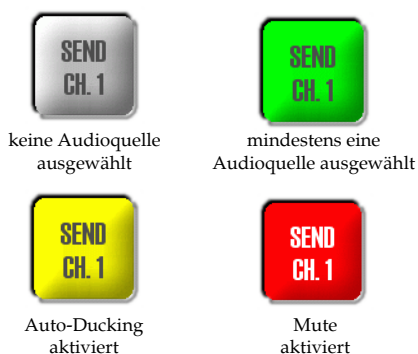 SEND
CH. 1
keine Audioquelle
ausgewählt
SEND
CH. 1
mindestens eine
Audioquelle ausgewählt
SEND
CH. 1
Auto-Ducking
aktiviert
SEND
CH. 1
Mute
aktiviert